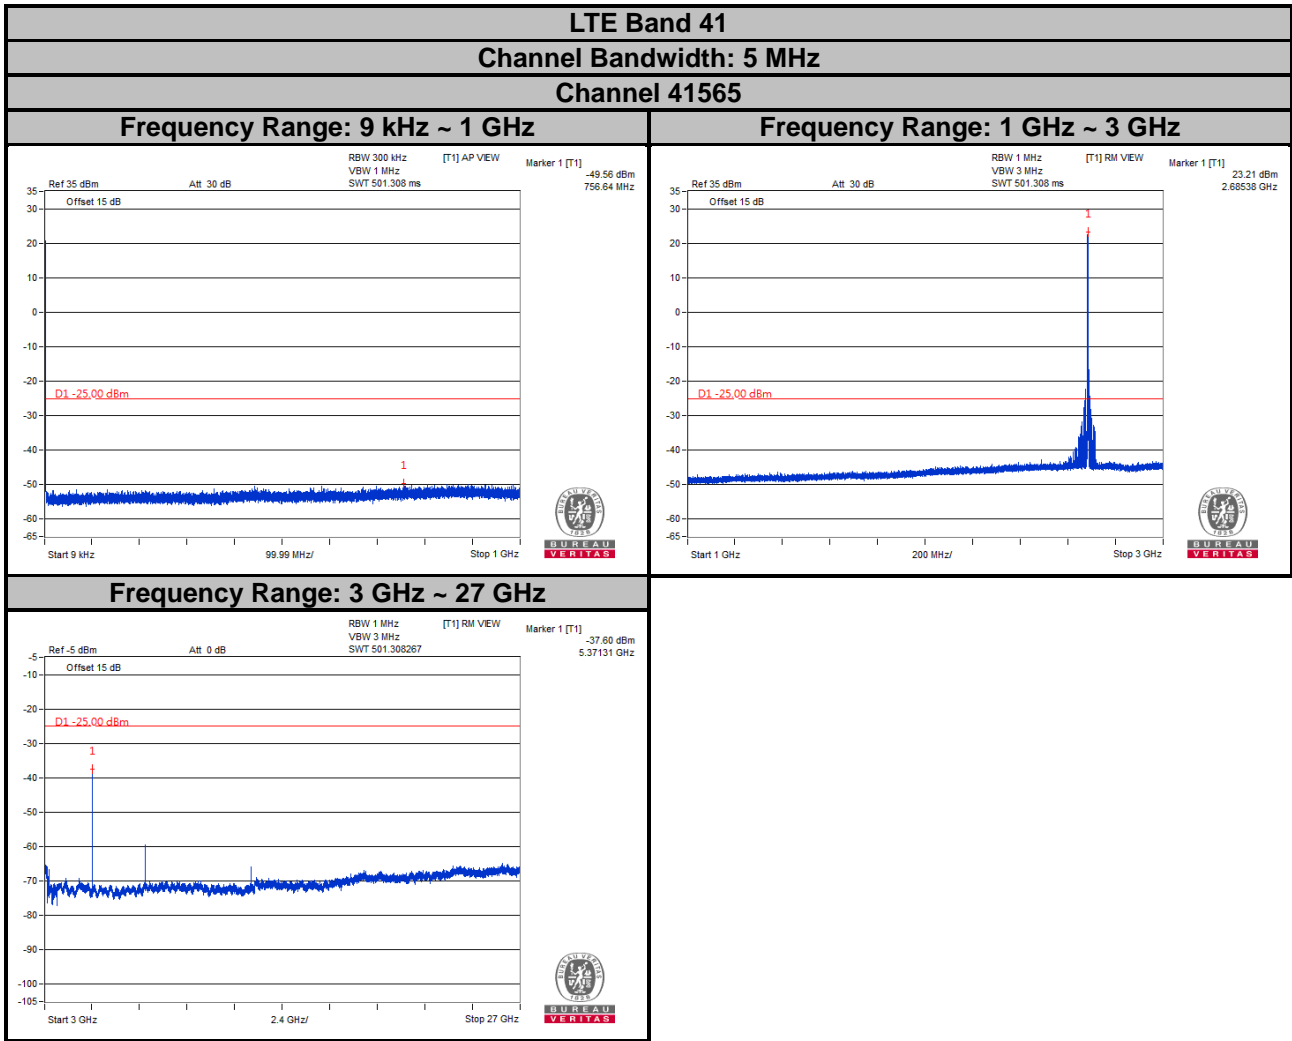 LTE Band 41
Channel Bandwidth: 5 MHz
Channel 41565
Frequency Range: 9 kHz ~ 1 GHz
RBW 300 kHz
[T1] AP VIEW
Marker 1 [T1]
VBW 1 MHz
-49.56 dBm
Ref 35 dBm
Att 30 dB
SWT 501.308 ms
756.64 MHz
35
Offset 15 dB
30
20
10
0
-10
-20
D1 -25.00 dBm
-30
-40
1
-50
-60
-65
Start 9 kHz
99.99 MHz/
Stop 1 GHz
BUREAU VERITAS
1828
BUREAU
VERITAS
Frequency Range: 1 GHz ~ 3 GHz
RBW 1 MHz
[T1] RM VIEW
Marker 1 [T1]
VBW 3 MHz
23.21 dBm
Ref 35 dBm
Att 30 dB
SWT 501.308 ms
2.68538 GHz
35
Offset 15 dB
30
1
20
10
0
-10
-20
D1 -25.00 dBm
-30
-40
-50
-60
-65
Start 1 GHz
200 MHz/
Stop 3 GHz
BUREAU VERITAS
1828
BUREAU
VERITAS
Frequency Range: 3 GHz ~ 27 GHz
RBW 1 MHz
[T1] RM VIEW
Marker 1 [T1]
VBW 3 MHz
-37.60 dBm
Ref -5 dBm
Att 0 dB
SWT 501.308267
5.37131 GHz
-5
Offset 15 dB
-10
-20
D1 -25.00 dBm
-30
1
-40
-50
-60
-70
-80
-90
-100
-105
Start 3 GHz
2.4 GHz/
Stop 27 GHz
BUREAU VERITAS
1828
BUREAU
VERITAS